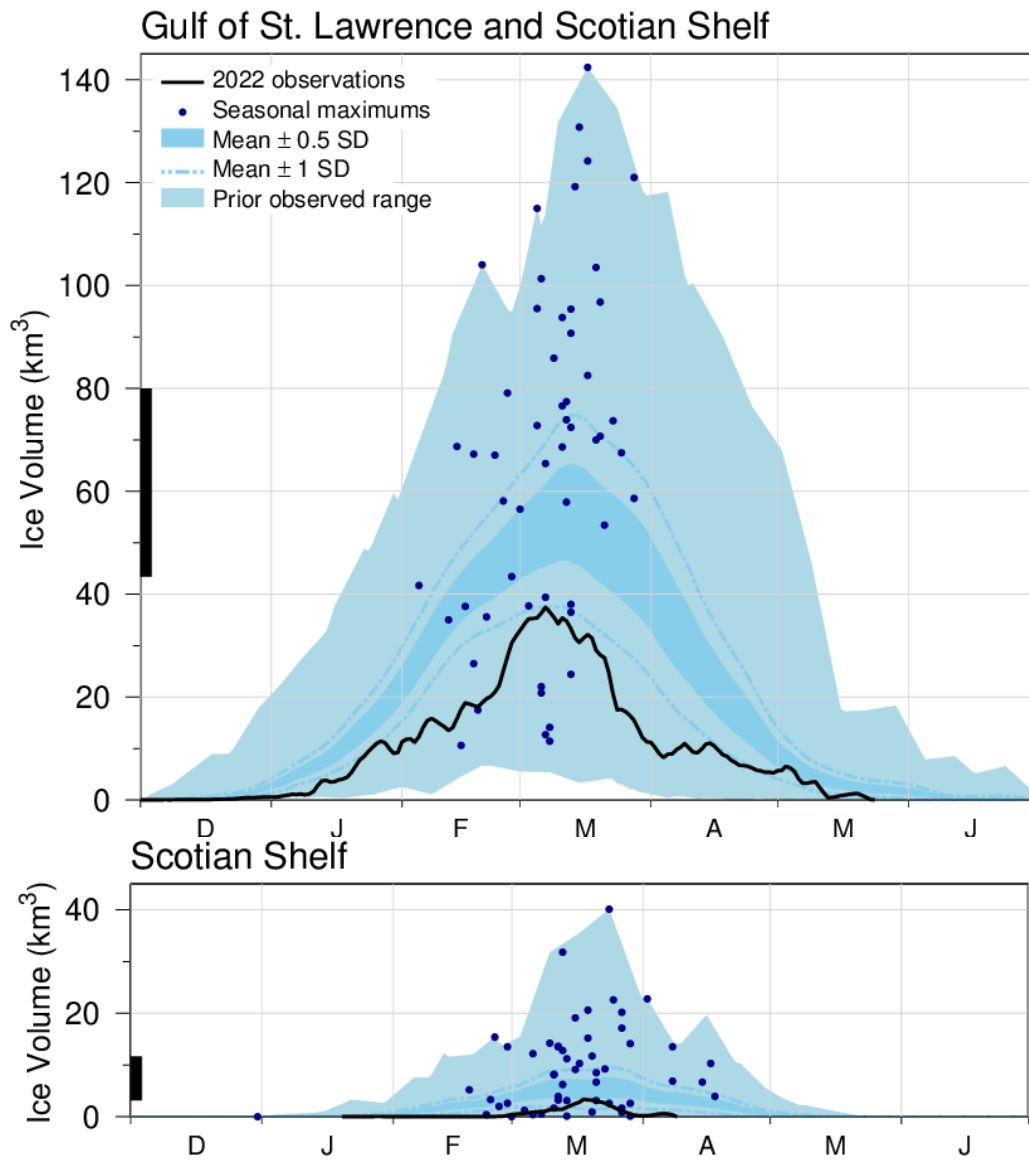 Gulf of St. Lawrence and Scotian Shelf
140
120
100
80
60
40
20
0
Ice Volume (km³)
2022 observations
Seasonal maximums
Mean ± 0.5 SD
Mean ± 1 SD
Prior observed range
D J F M A M J
Scotian Shelf
40
20
0
Ice Volume (km³)
D J F M A M J